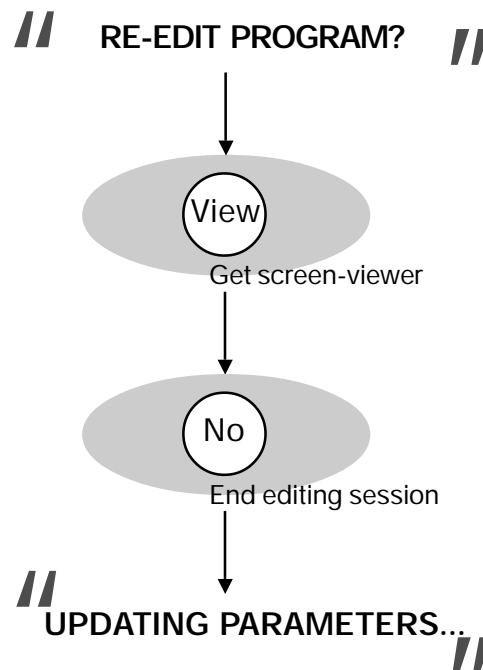 " RE-EDIT PROGRAM? "
View
Get screen-viewer
No
End editing session
" UPDATING PARAMETERS... "